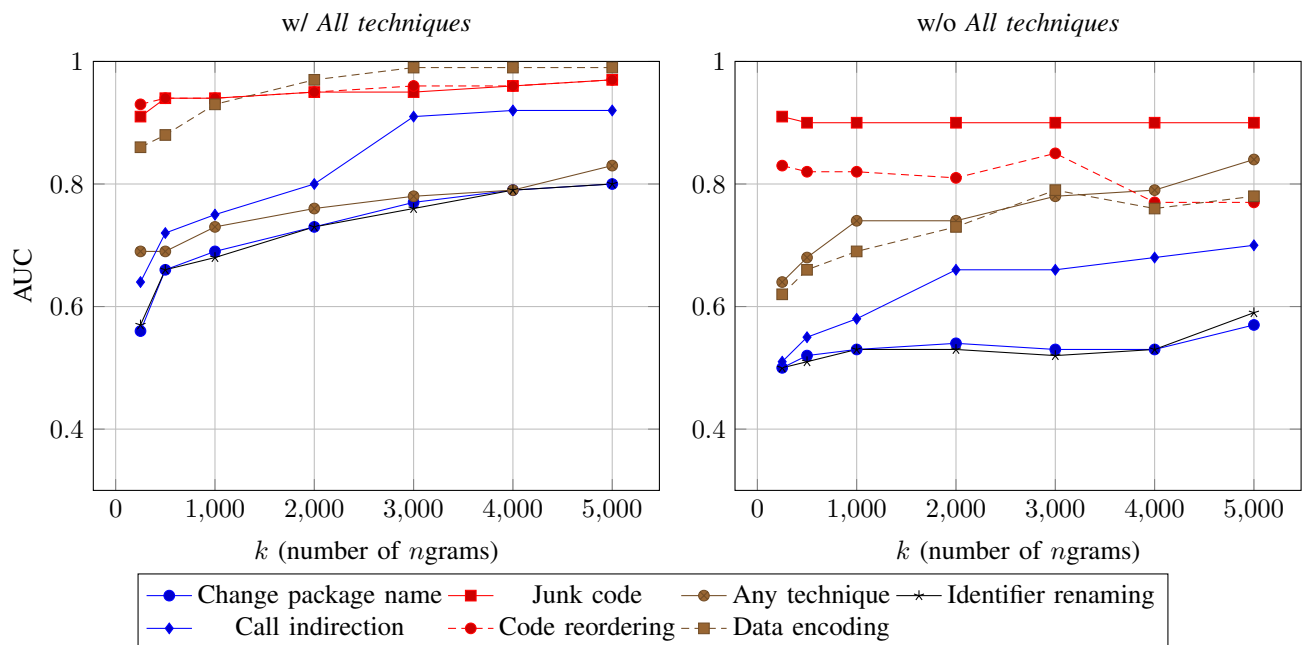 w/ All techniques
w/o All techniques
1
0.8
0.6
0.4
AUC
0 1,000 2,000 3,000 4,000 5,000
k (number of ngrams)
1
0.8
0.6
0.4
0 1,000 2,000 3,000 4,000 5,000
k (number of ngrams)
Change package name Junk code Any technique Identifier renaming
Call indirection Code reordering Data encoding